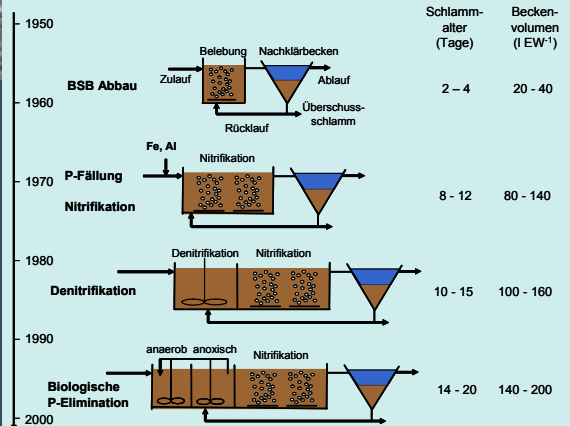 Schlamm-
alter
(Tage)
Becken-
volumen
(l EW-1)
1950
Belebung
Nachklärbecken
BSB Abbau
Zulauf
Ablauf
2 – 4
20 - 40
1960
Überschuss-
schlamm
Rücklauf
Fe, Al
Nitrifikation
P-Fällung
1970
Nitrifikation
8 - 12
80 - 140
1980
Denitrifikation
Nitrifikation
Denitrifikation
10 - 15
100 - 160
1990
anaerob
anoxisch
Nitrifikation
Biologische
P-Elimination
14 - 20
140 - 200
2000